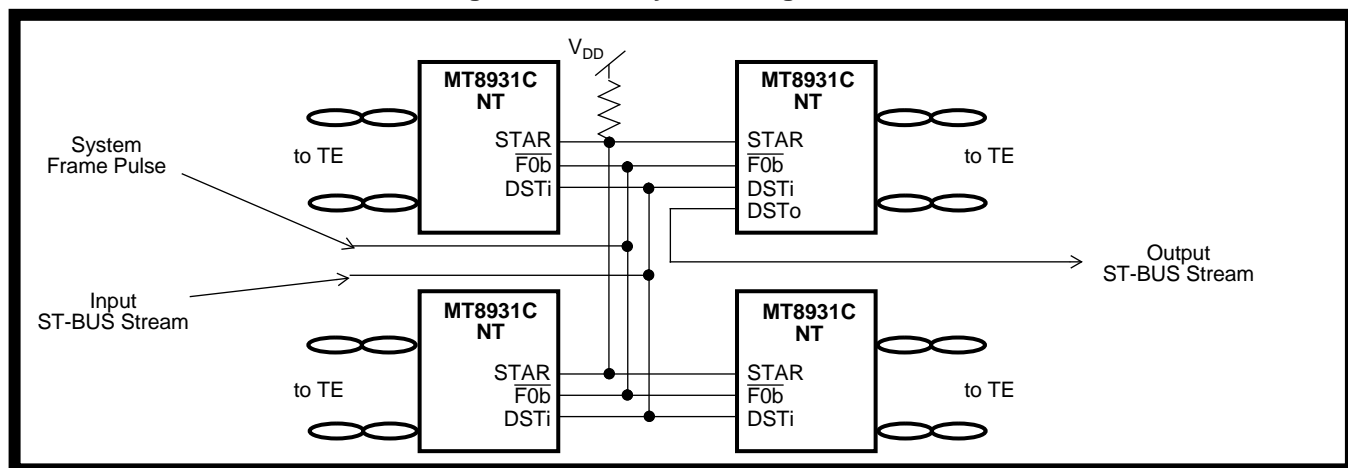 V_DD
MT8931C
NT
STAR
F0b
DSTi
MT8931C
NT
STAR
F0b
DSTi
DSTo
to TE
to TE
System
Frame Pulse
Input
ST-BUS Stream
Output
ST-BUS Stream
MT8931C
NT
STAR
F0b
DSTi
MT8931C
NT
STAR
F0b
DSTi
to TE
to TE